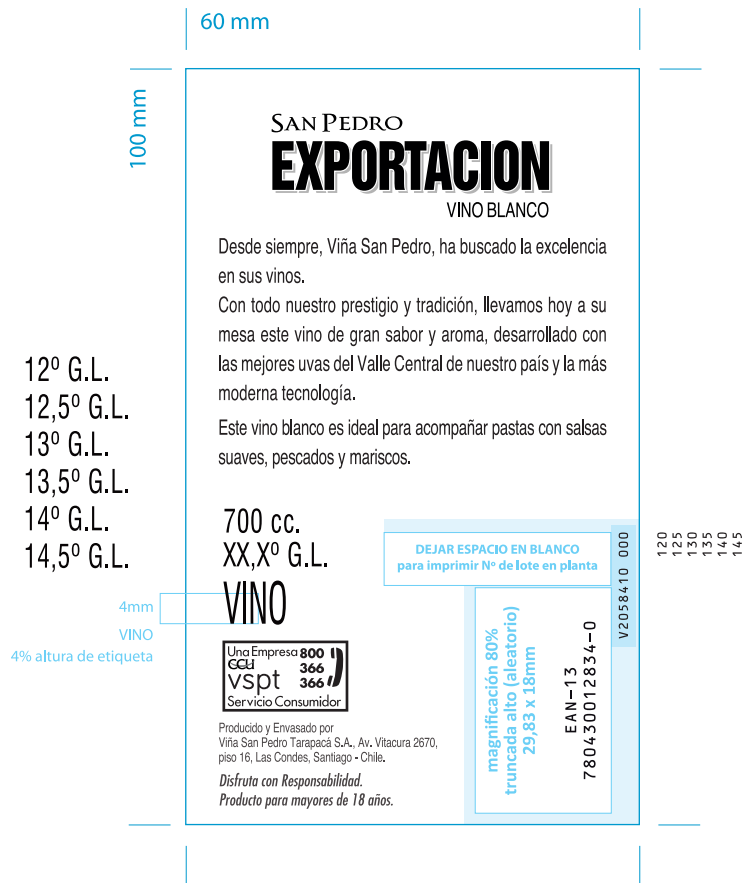 60 mm
100 mm
SAN PEDRO
EXPORTACION
VINO BLANCO
Desde siempre, Viña San Pedro, ha buscado la excelencia
en sus vinos.
Con todo nuestro prestigio y tradición, llevamos hoy a su
mesa este vino de gran sabor y aroma, desarrollado con
las mejores uvas del Valle Central de nuestro país y la más
moderna tecnología.
Este vino blanco es ideal para acompañar pastas con salsas
suaves, pescados y mariscos.
12º G.L.
12,5º G.L.
13º G.L.
13,5º G.L.
14º G.L.
14,5º G.L.
700 cc.
XX,Xº G.L.
VINO
4mm
VINO
4% altura de etiqueta
DEJAR ESPACIO EN BLANCO
para imprimir Nº de lote en planta
V2058410 000
120
125
130
135
140
145
magnificación 80%
truncada alto (aleatorio)
29,83 x 18mm
EAN-13
780430012834-0
Una Empresa 800
ccu 366
vspt 366
Servicio Consumidor
Producido y Envasado por
Viña San Pedro Tarapacá S.A., Av. Vitacura 2670,
piso 16, Las Condes, Santiago - Chile.
Disfruta con Responsabilidad.
Producto para mayores de 18 años.